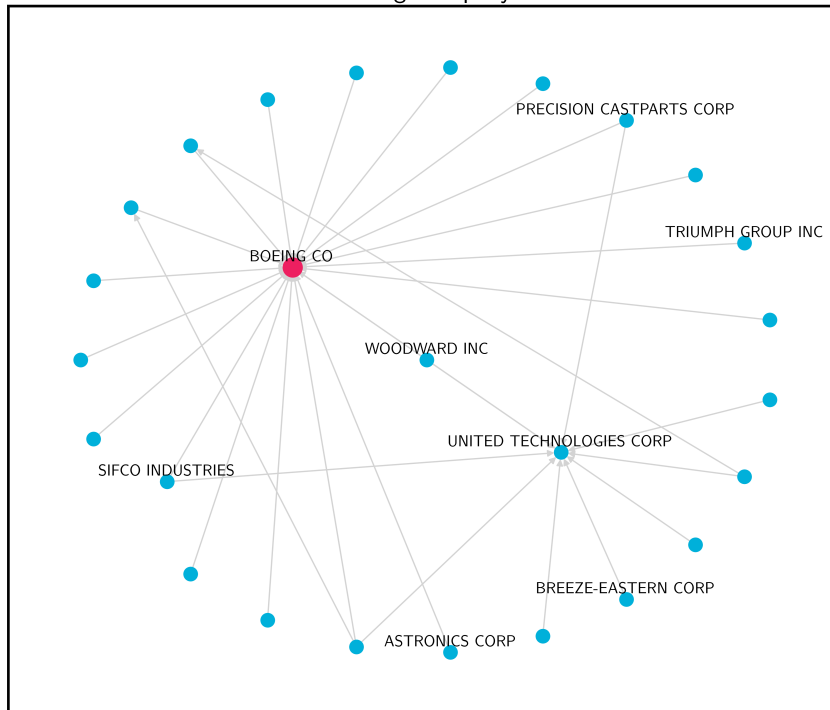 PRECISION CASTPARTS CORP
TRIUMPH GROUP INC
BOEING CO
WOODWARD INC
UNITED TECHNOLOGIES CORP
SIFCO INDUSTRIES
BREEZE-EASTERN CORP
ASTRONICS CORP